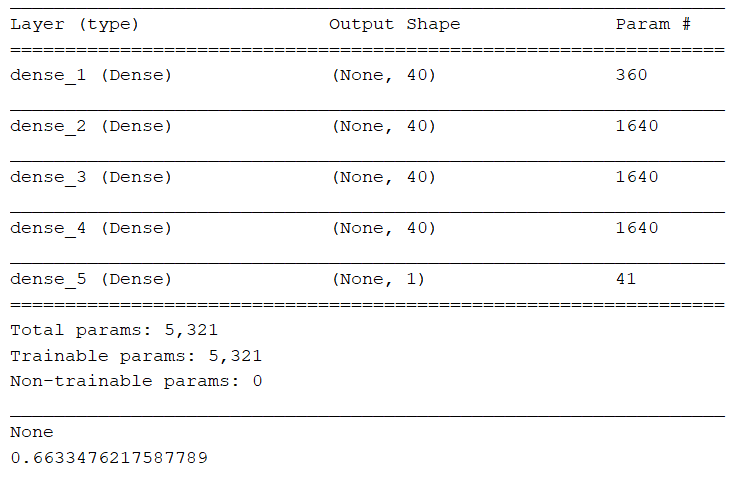 Layer (type) Output Shape Param #
=================================================================
dense_1 (Dense) (None, 40) 360
dense_2 (Dense) (None, 40) 1640
dense_3 (Dense) (None, 40) 1640
dense_4 (Dense) (None, 40) 1640
dense_5 (Dense) (None, 1) 41
=================================================================
Total params: 5,321
Trainable params: 5,321
Non-trainable params: 0
None
0.6633476217587789